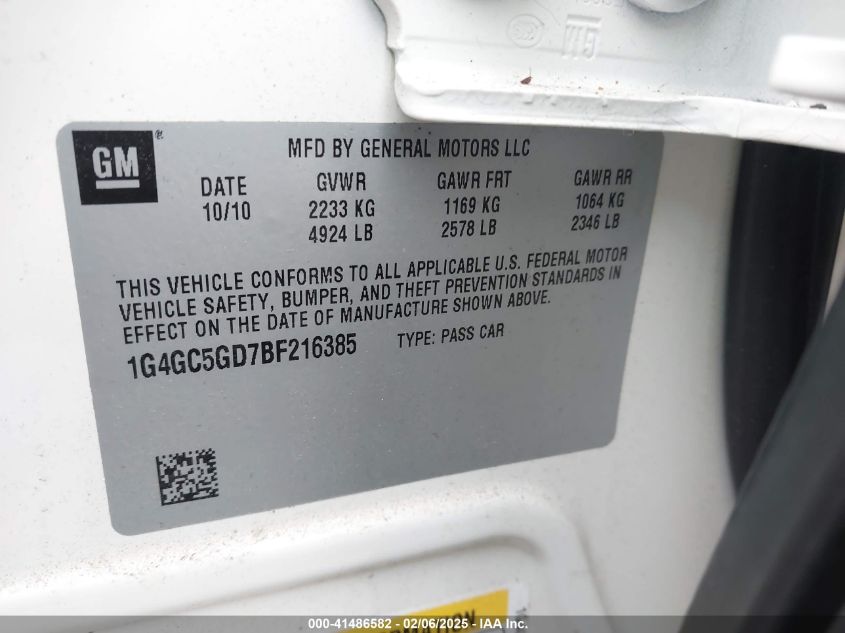 GM
MFD BY GENERAL MOTORS LLC
DATE GVWR GAWR FRT GAWR RR
10/10 2233 KG 1169 KG 1064 KG
4924 LB 2578 LB 2346 LB
THIS VEHICLE CONFORMS TO ALL APPLICABLE U.S. FEDERAL MOTOR
VEHICLE SAFETY, BUMPER, AND THEFT PREVENTION STANDARDS IN
EFFECT ON THE DATE OF MANUFACTURE SHOWN ABOVE.
1G4GC5GD7BF216385 TYPE: PASS CAR
000-41486582 - 02/06/2025 - IAA Inc.